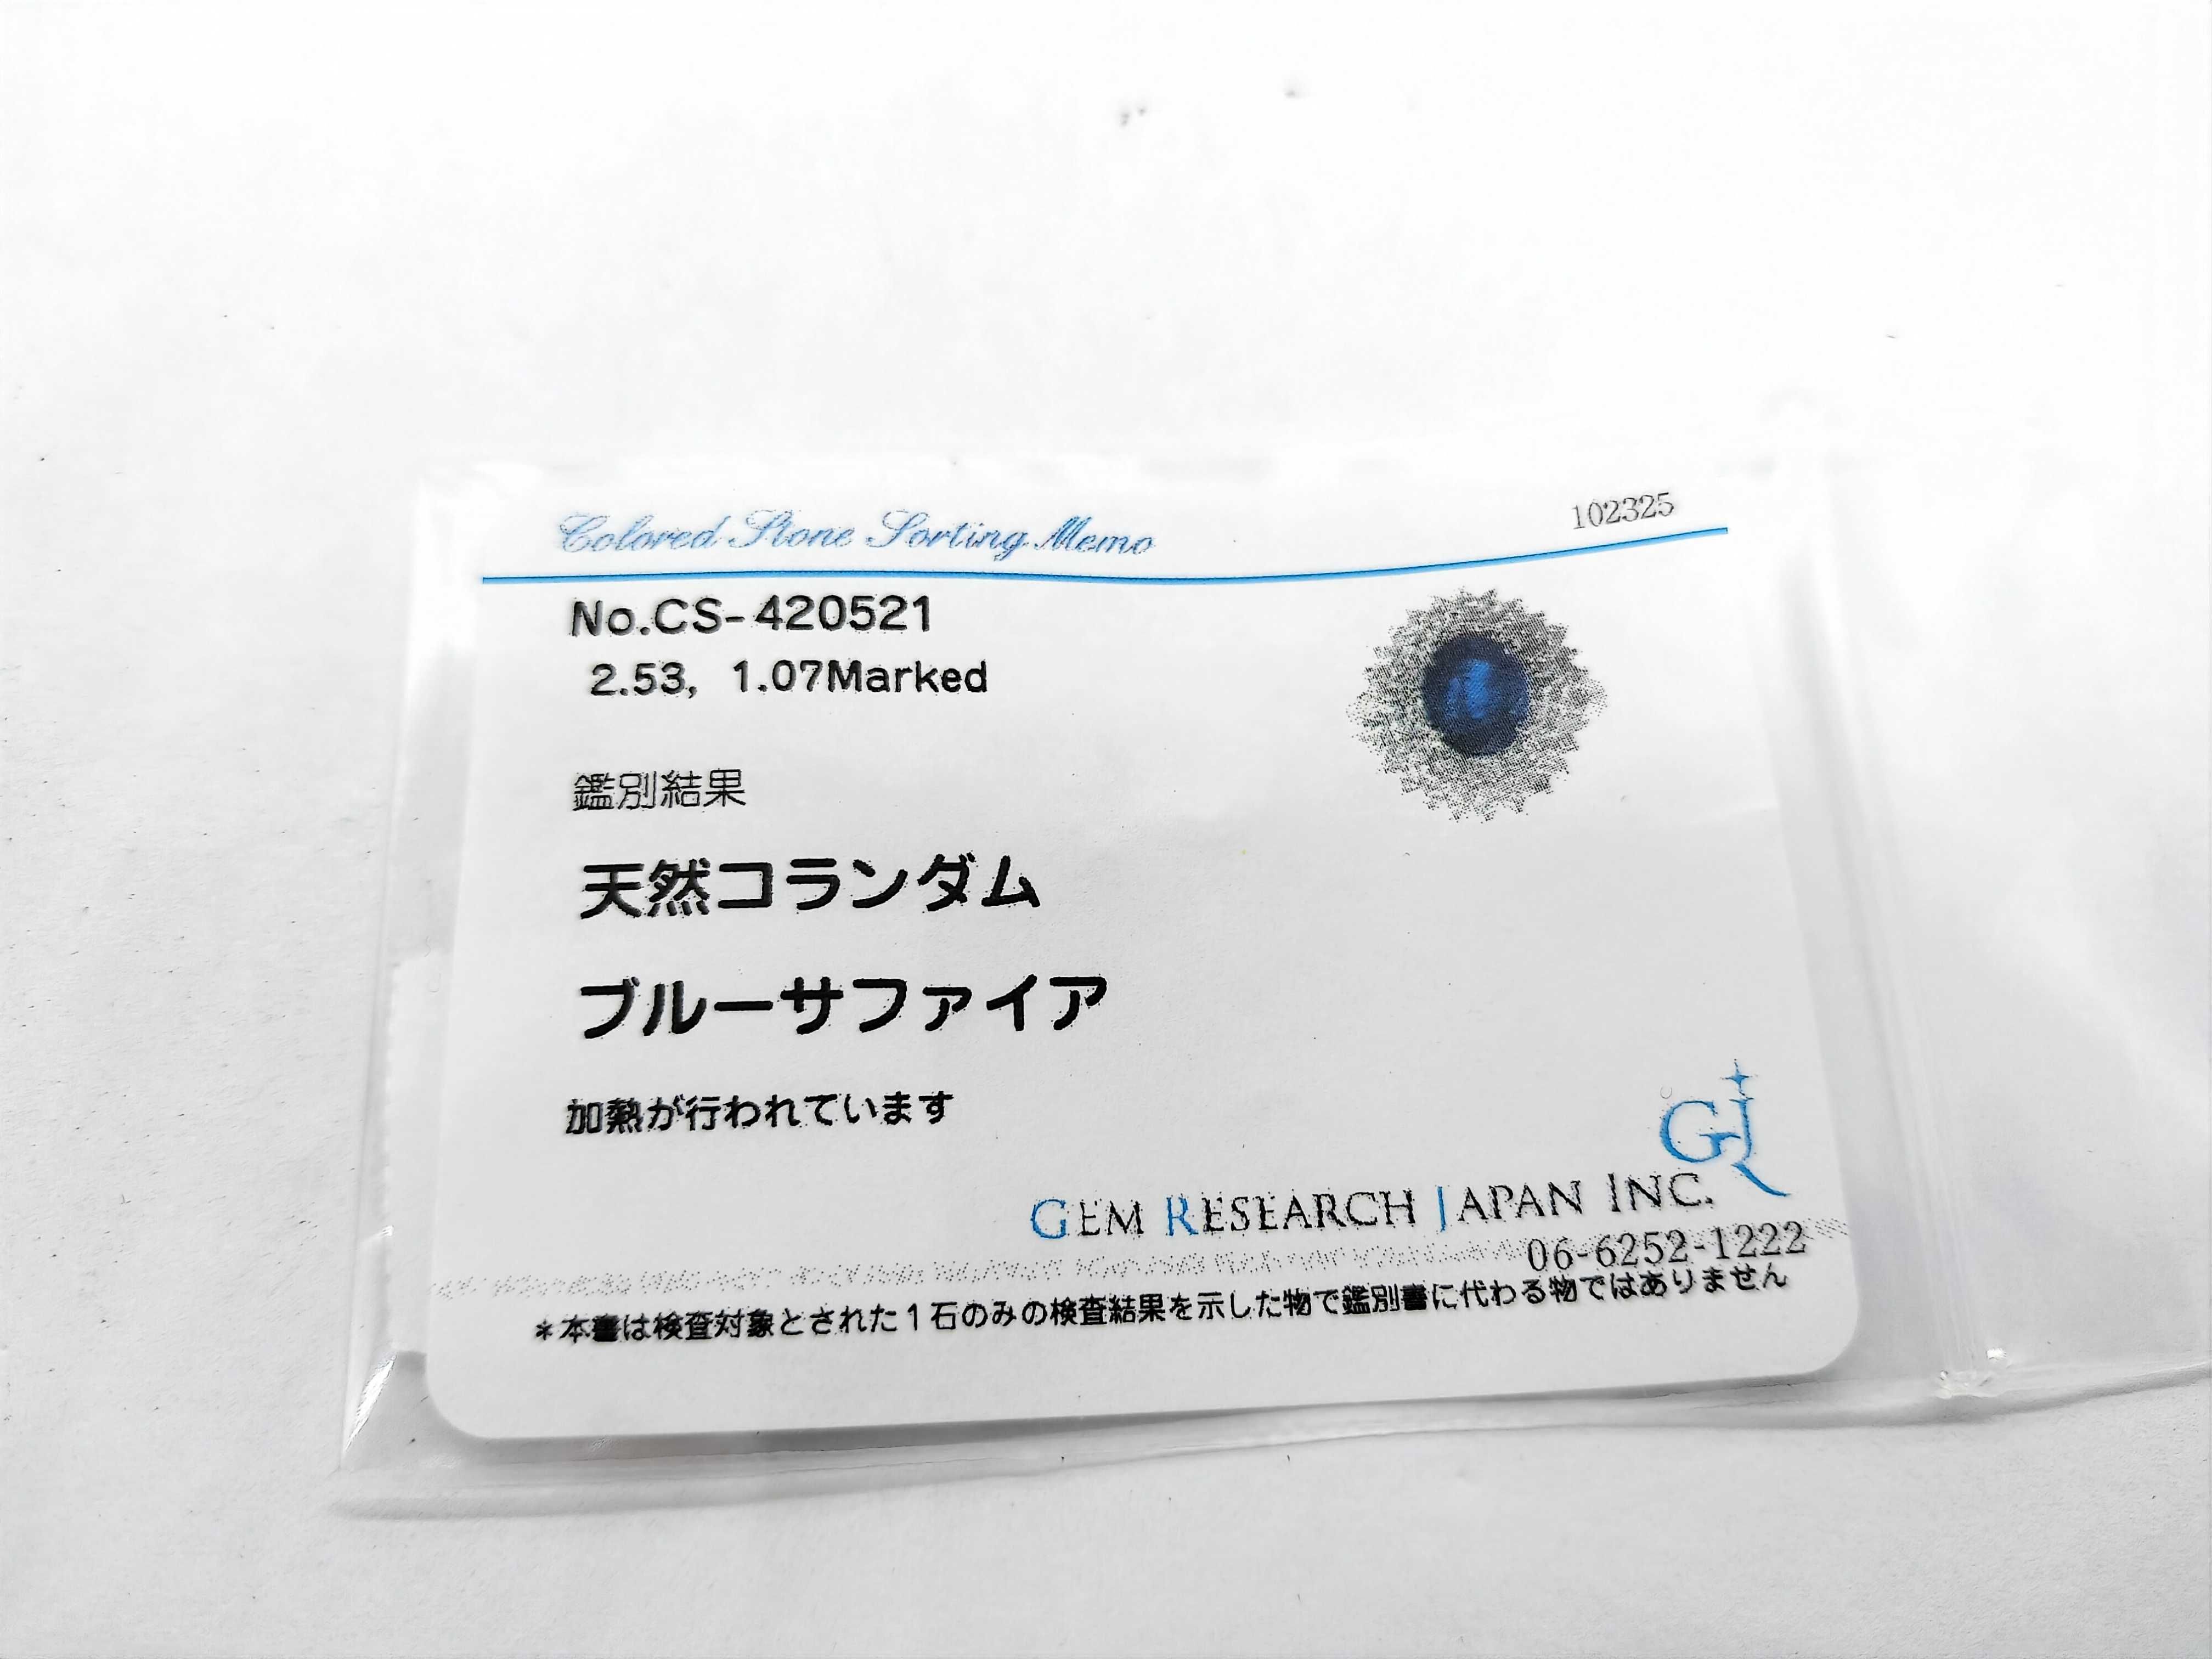 Colored Stone Sorting Memo
102325
No.CS-420521
2.53, 1.07Marked
鑑別結果
天然コランダム
ブルーサファイア
加熱が行われています
GJR
GEM RESEARCH JAPAN INC.
06-6252-1222
*本書は検査対象とされた1石のみの検査結果を示した物で鑑別書に代わる物ではありません